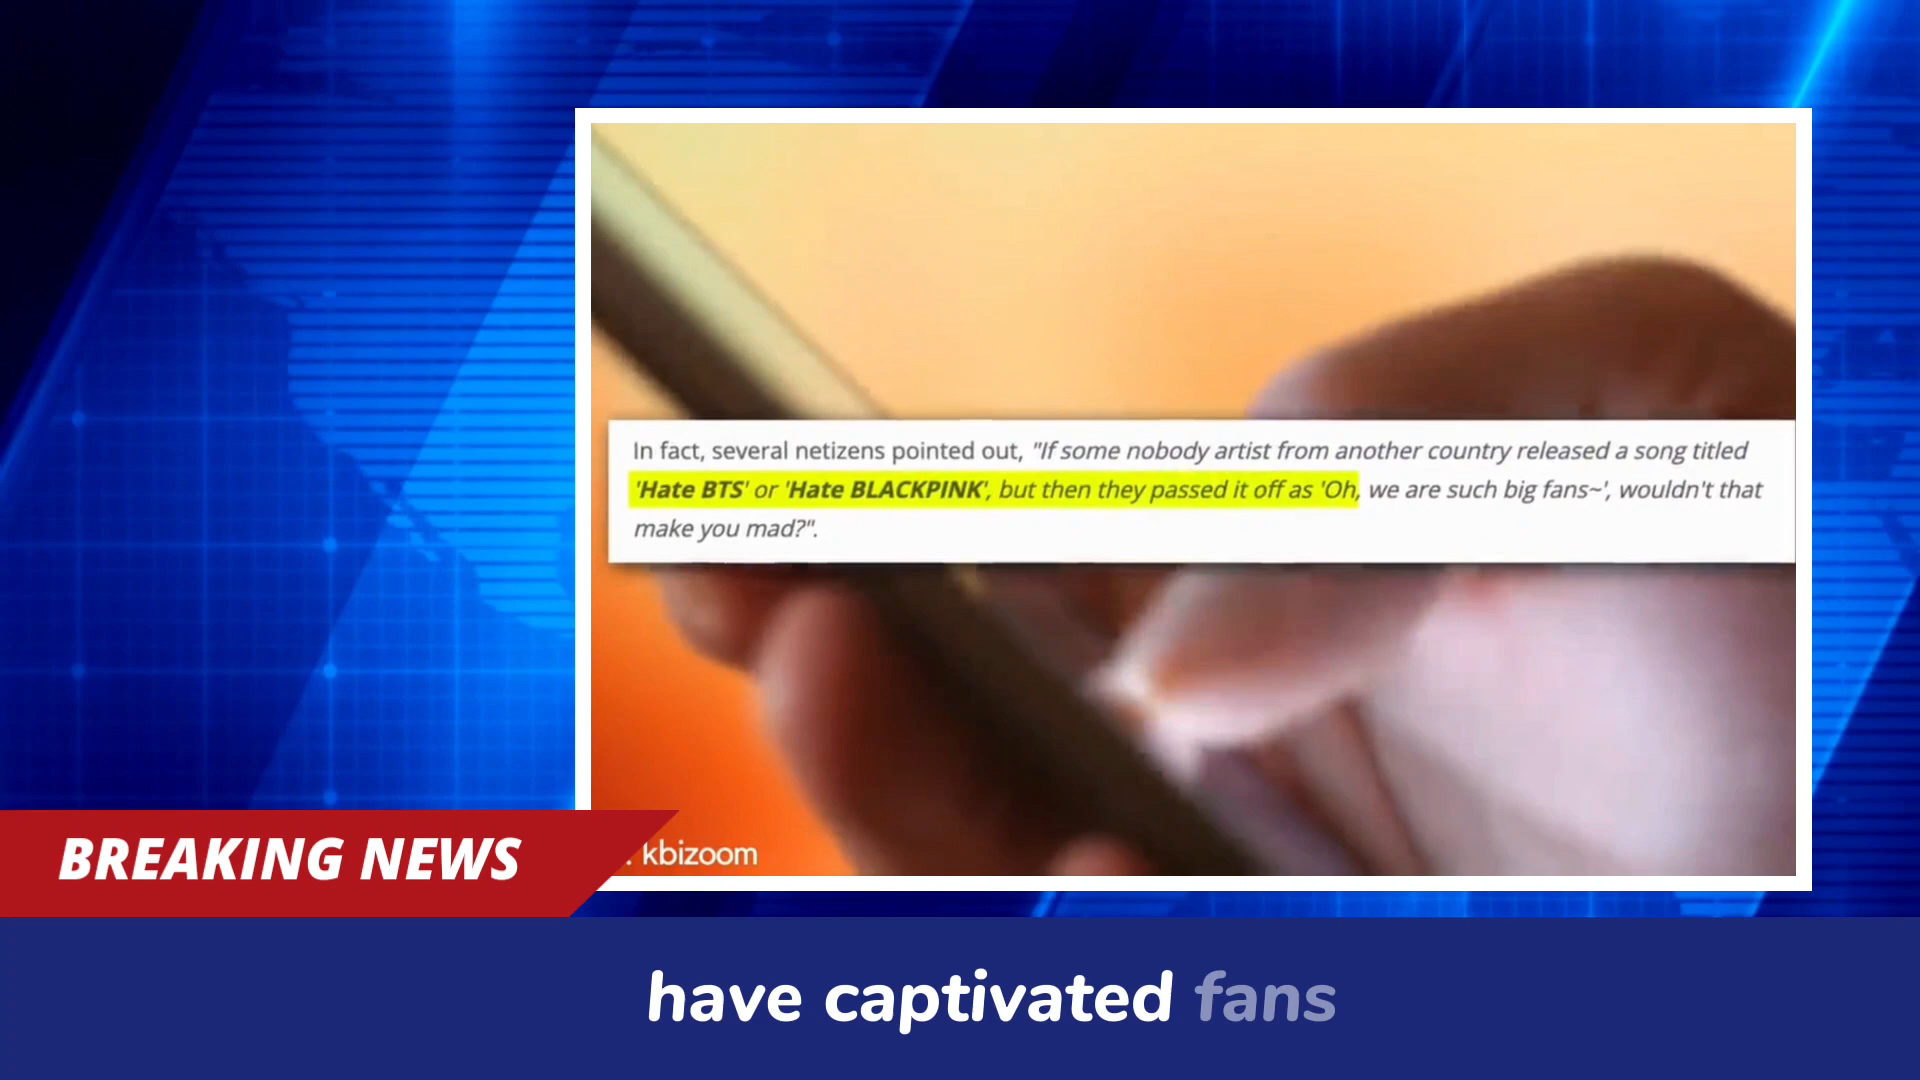 In fact, several netizens pointed out, "If some nobody artist from another country released a song titled
'Hate BTS' or 'Hate BLACKPINK', but then they passed it off as 'Oh, we are such big fans~', wouldn't that
make you mad?".
kbizoom
BREAKING NEWS
have captivated fans